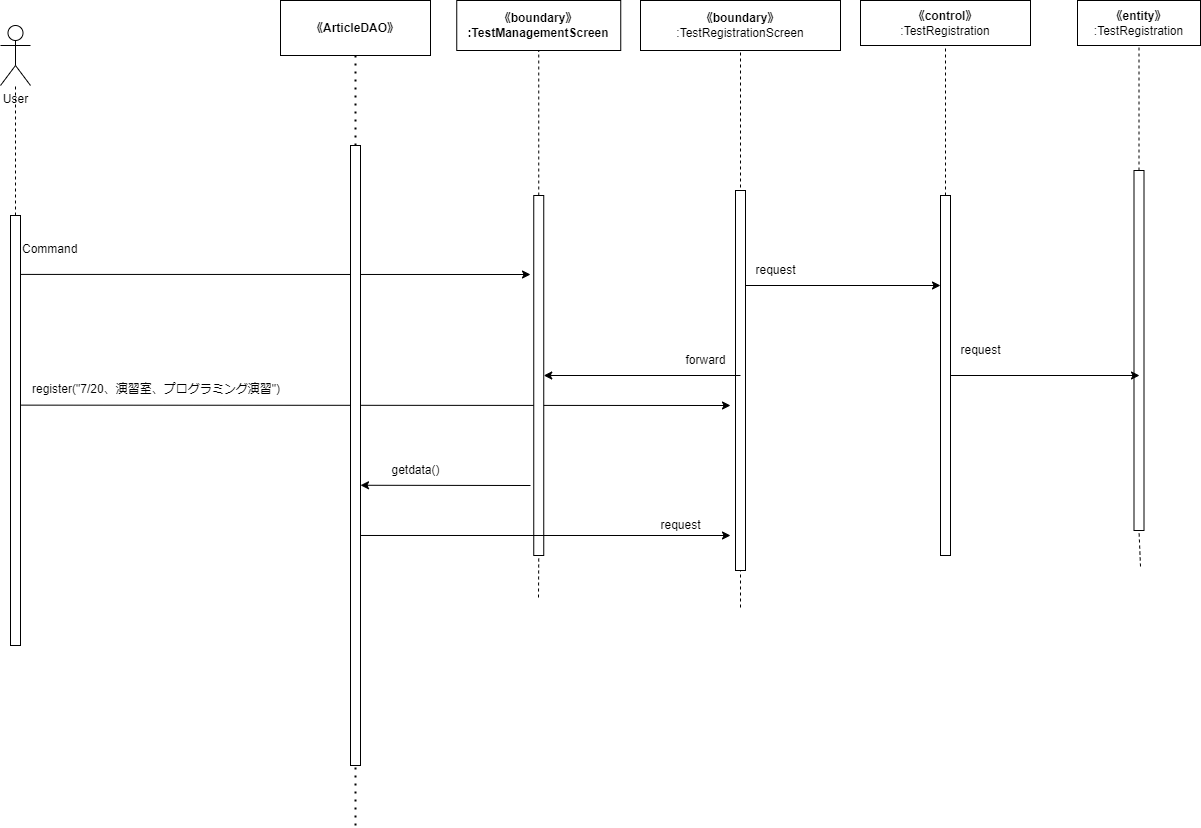 User
《ArticleDAO》
《boundary》
:TestManagementScreen
《boundary》
:TestRegistrationScreen
《control》
:TestRegistration
《entity》
:TestRegistration
Command
request
request
forward
register("7/20、演習室、プログラミング演習")
getdata()
request